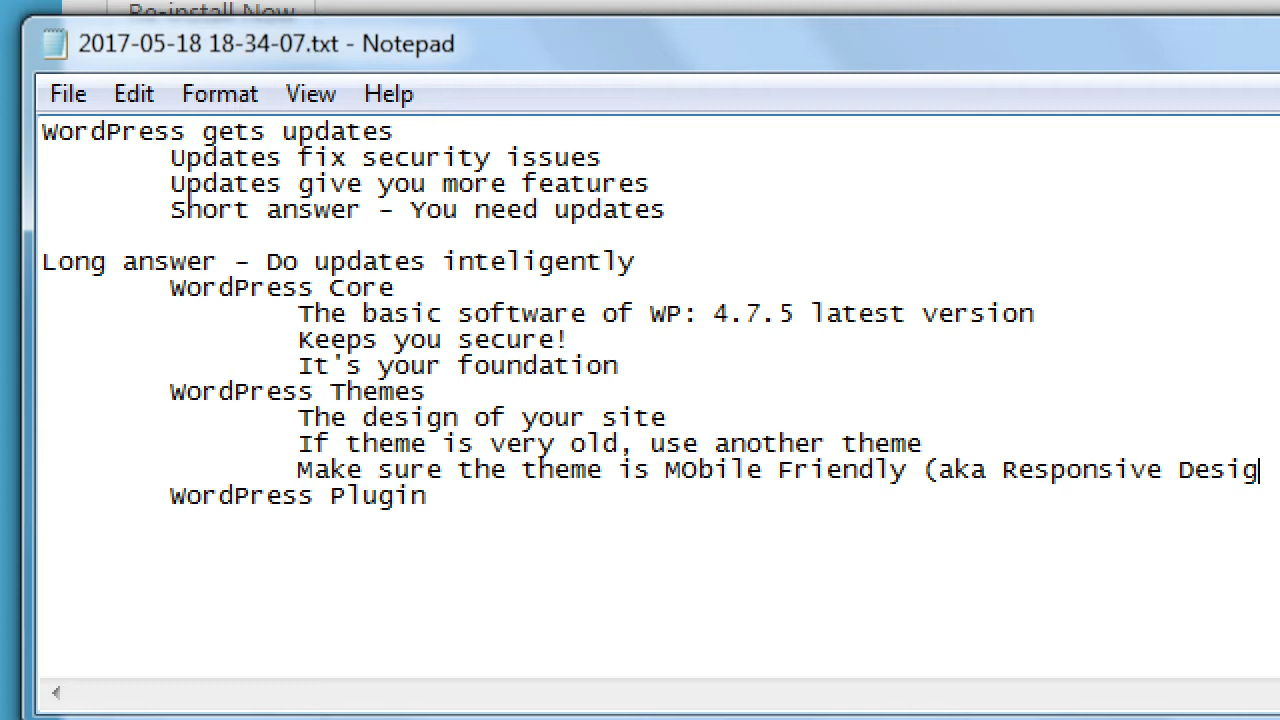 Re-install Now
2017-05-18 18-34-07.txt - Notepad
File Edit Format View Help
WordPress gets updates
Updates fix security issues
Updates give you more features
Short answer - You need updates
Long answer - Do updates inteligently
WordPress Core
The basic software of WP: 4.7.5 latest version
Keeps you secure!
It's your foundation
WordPress Themes
The design of your site
If theme is very old, use another theme
Make sure the theme is MObile Friendly (aka Responsive Desig
WordPress Plugin